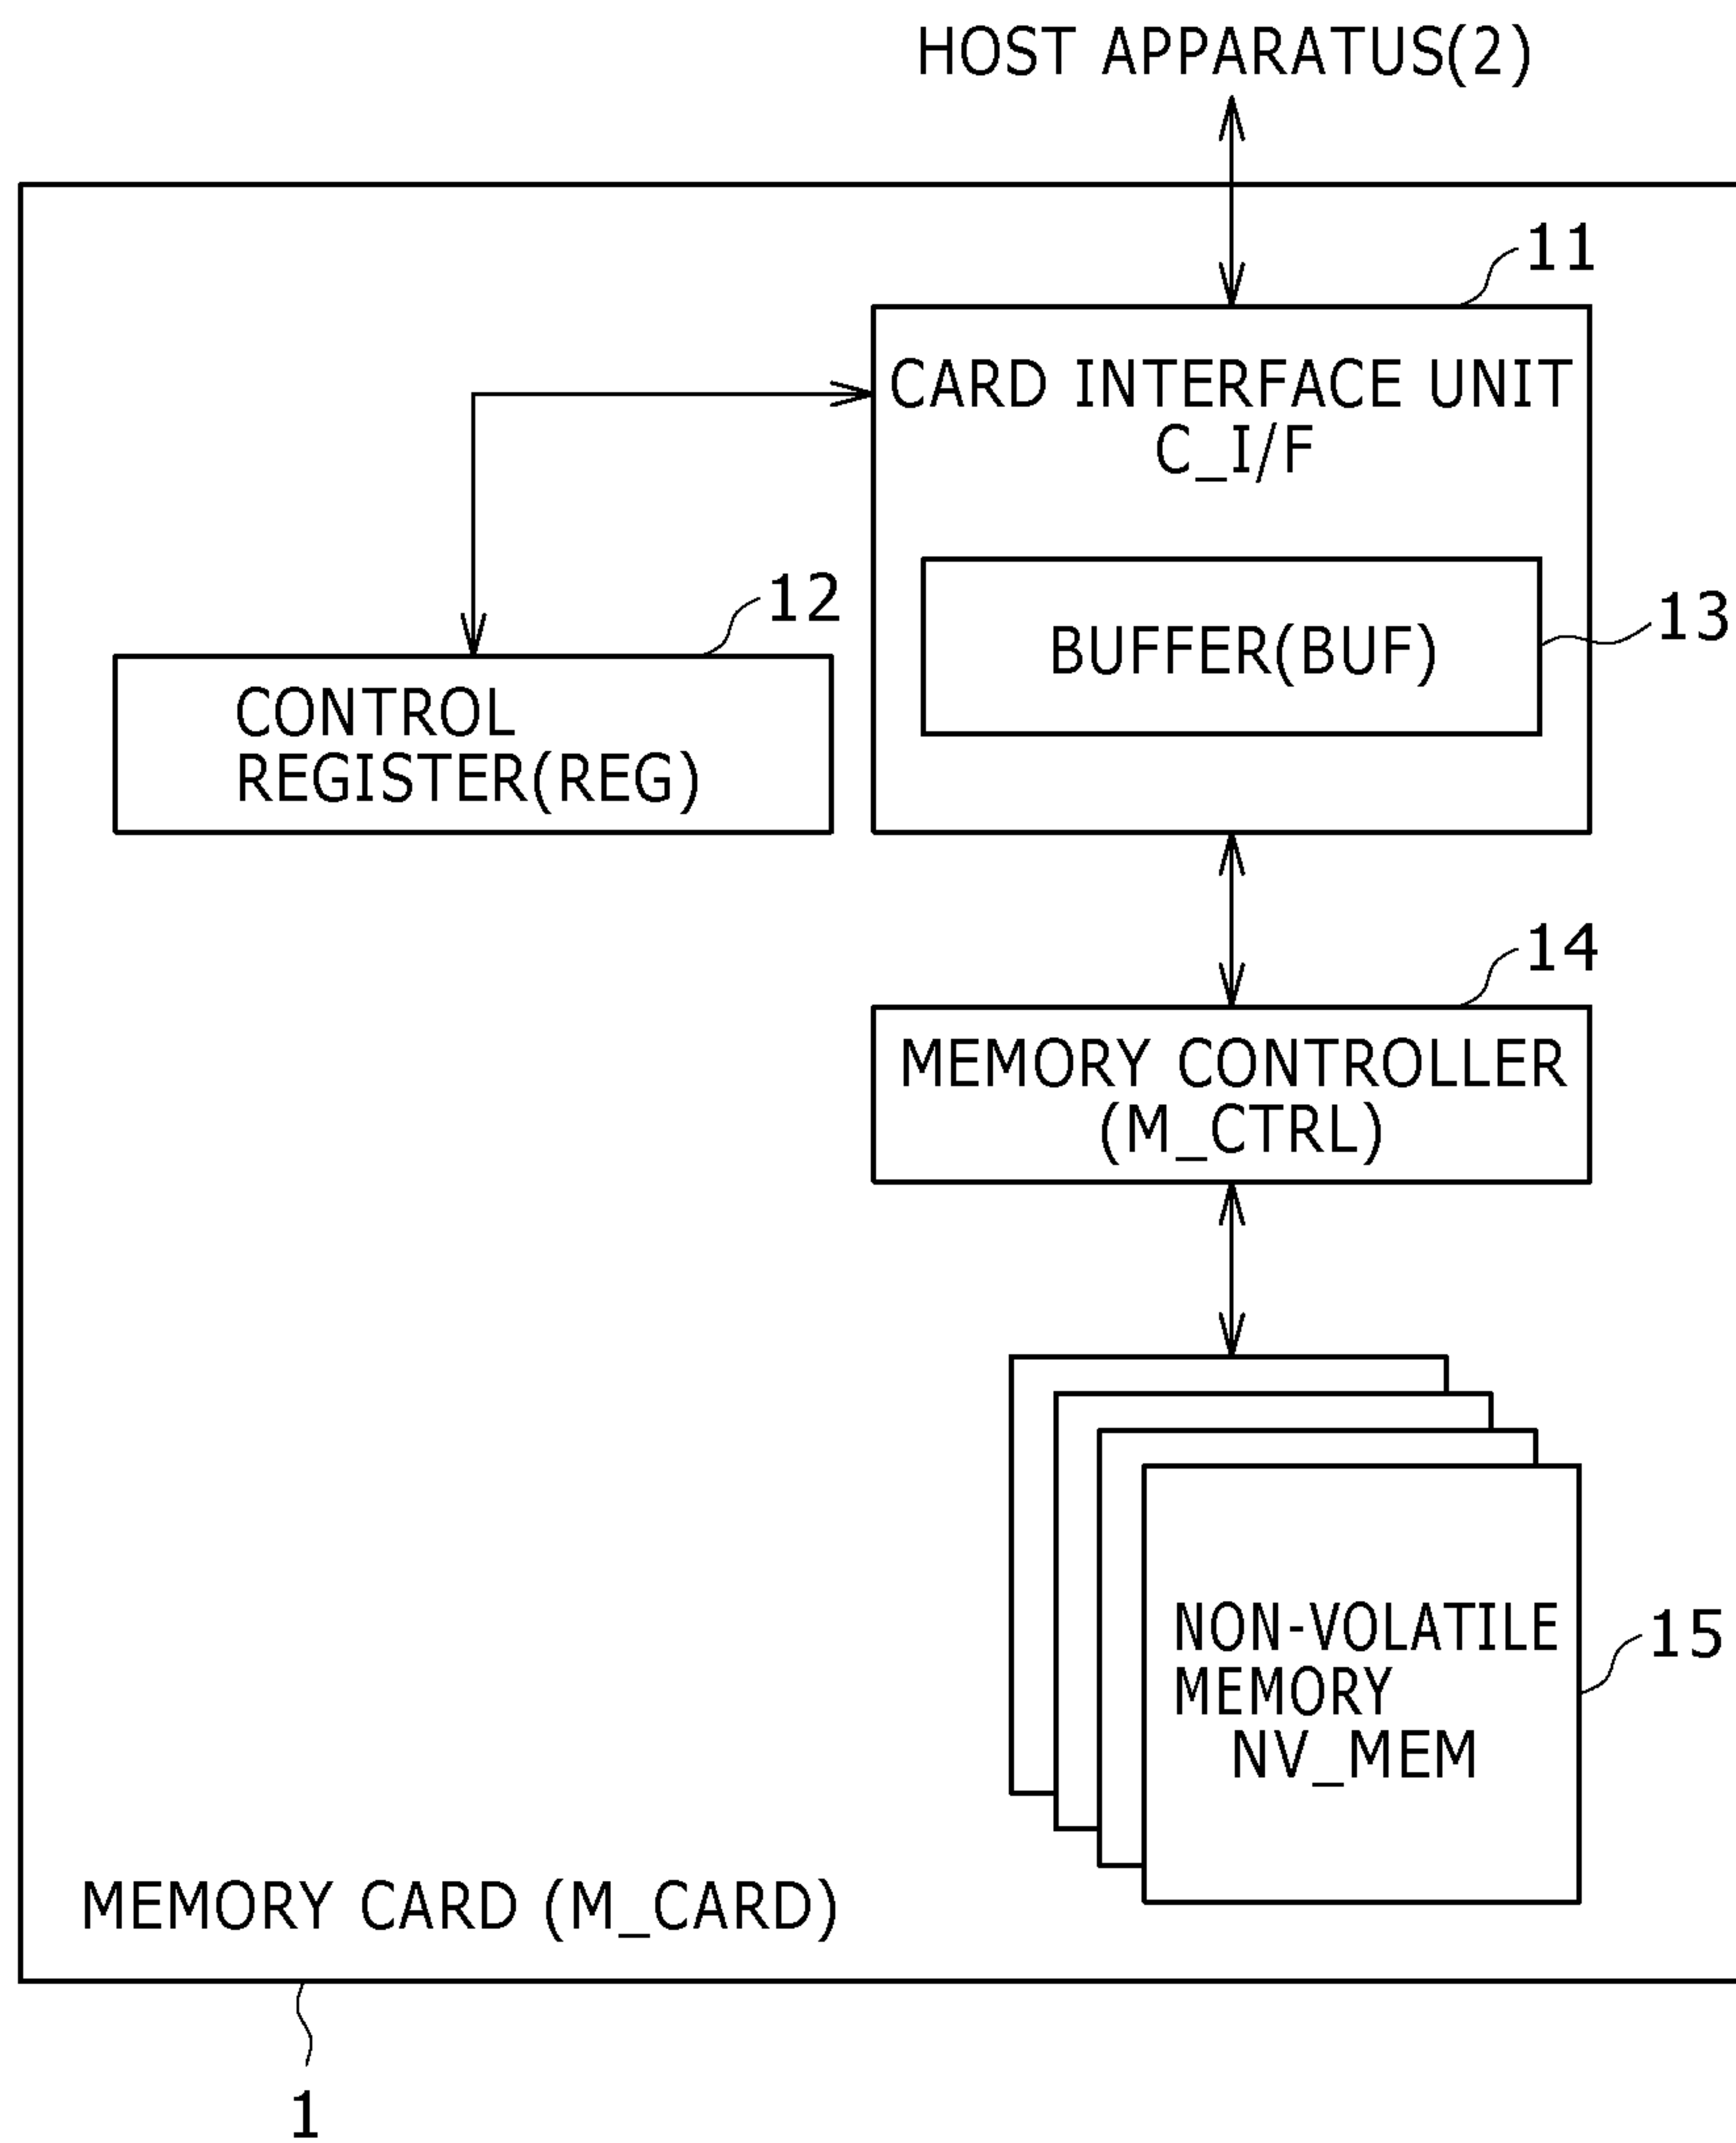 HOST APPARATUS(2)
11
CARD INTERFACE UNIT
C_I/F
12
13
BUFFER(BUF)
CONTROL
REGISTER(REG)
14
MEMORY CONTROLLER
(M_CTRL)
NON-VOLATILE
MEMORY
NV_MEM
15
MEMORY CARD (M_CARD)
1